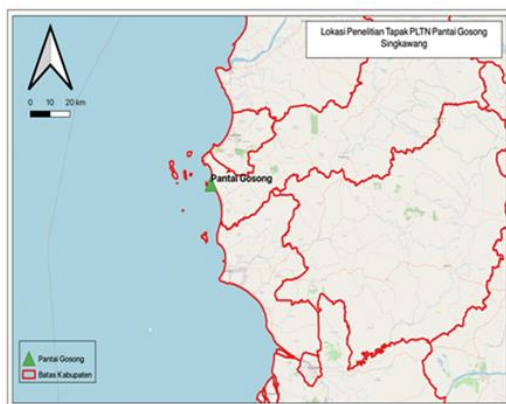 Lokasi Penelitian Tapak PLTN Pantai Gosong
Singkawang
0 10 20 km
Pantai Gosong
Pantai Gosong
Batas Kabupaten